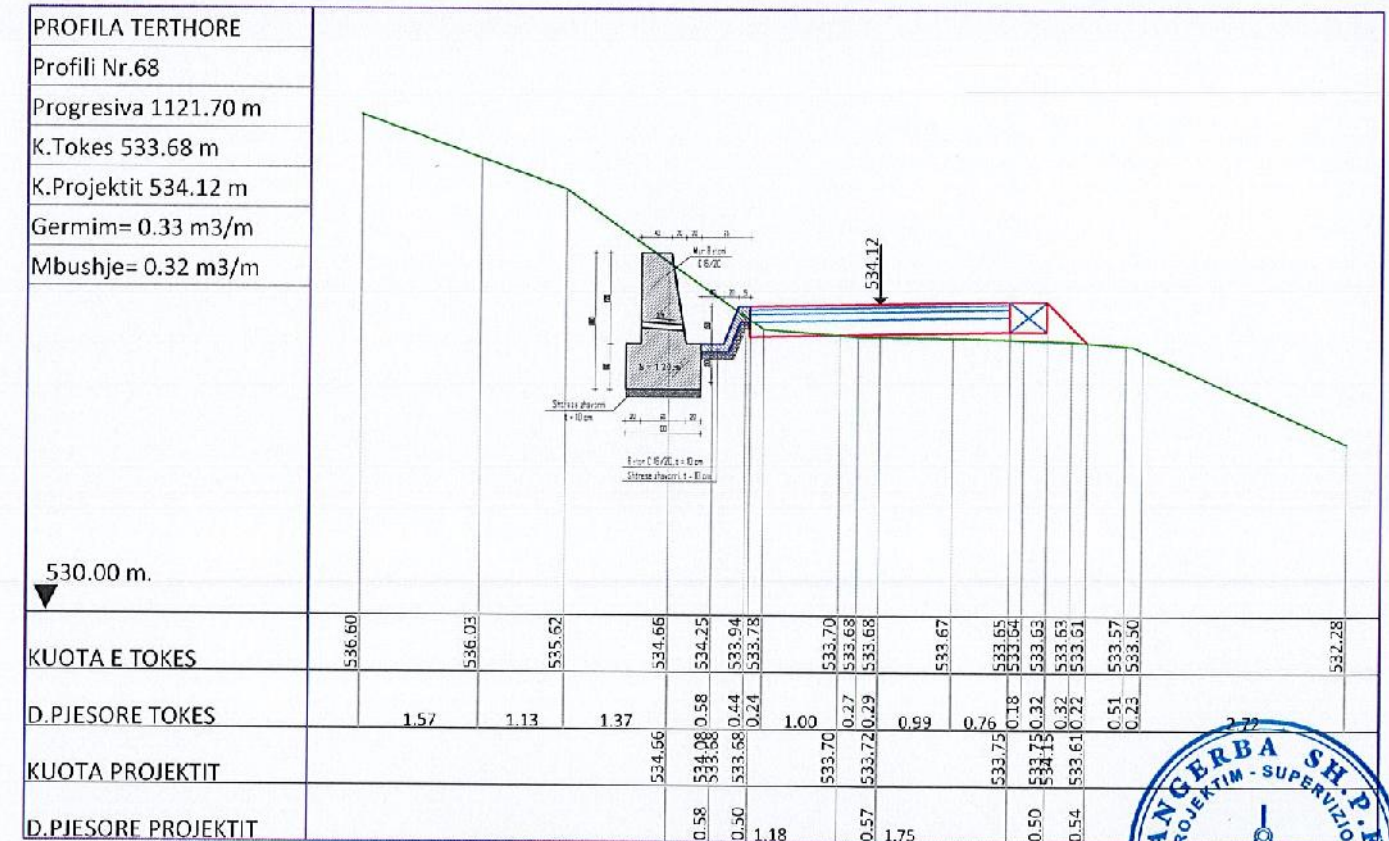 PROFILA TERTHORE
Profili Nr.68
Progresiva 1121.70 m
K.Tokes 533.68 m
K.Projektit 534.12 m
Germim= 0.33 m3/m
Mbushje= 0.32 m3/m
534.12
530.00 m.
KUOTA E TOKES 536.60 536.03 535.62 534.66 534.25 533.94 533.78 533.70 533.68 533.68 533.67 533.65 533.64 533.63 533.63 533.61 533.57 533.50 532.28
D.PJESORE TOKES 1.57 1.13 1.37 0.58 0.44 0.24 1.00 0.27 0.29 0.99 0.76 0.18 0.32 0.32 0.22 0.51 0.23 2.72
KUOTA PROJEKTIT 534.66 534.08 533.68 533.68 533.70 533.72 533.75 533.75 534.15 533.61
D.PJESORE PROJEKTIT 0.58 0.50 1.18 0.57 1.75 0.50 0.54